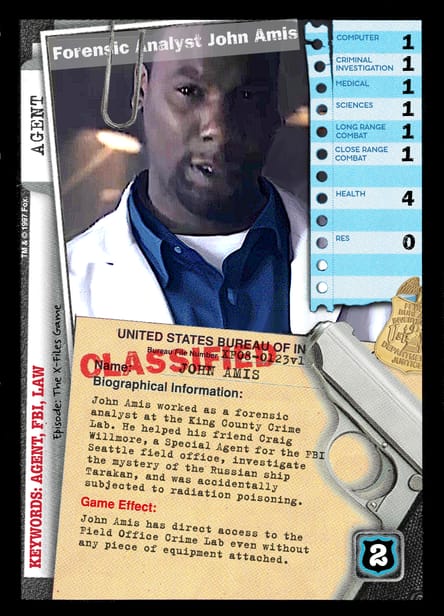 Forensic Analyst John Amis
AGENT
TM & © 1997 Fox.
KEYWORDS: AGENT, FBI, LAW
Episode: The X-Files Game
COMPUTER 1
CRIMINAL
INVESTIGATION 1
MEDICAL 1
SCIENCES 1
LONG RANGE
COMBAT 1
CLOSE RANGE
COMBAT 1
HEALTH 4
RES 0
UNITED STATES BUREAU OF IN
Bureau File Number XF08-0123v1
CLASSIFIED
Name: JOHN AMIS
Biographical Information:
John Amis worked as a forensic
analyst at the King County Crime
Lab. He helped his friend Craig
Willmore, a Special Agent for the FBI
Seattle field office, investigate
the mystery of the Russian ship
Tarakan, and was accidentally
subjected to radiation poisoning.
Game Effect:
John Amis has direct access to the
Field Office Crime Lab even without
any piece of equipment attached.
2